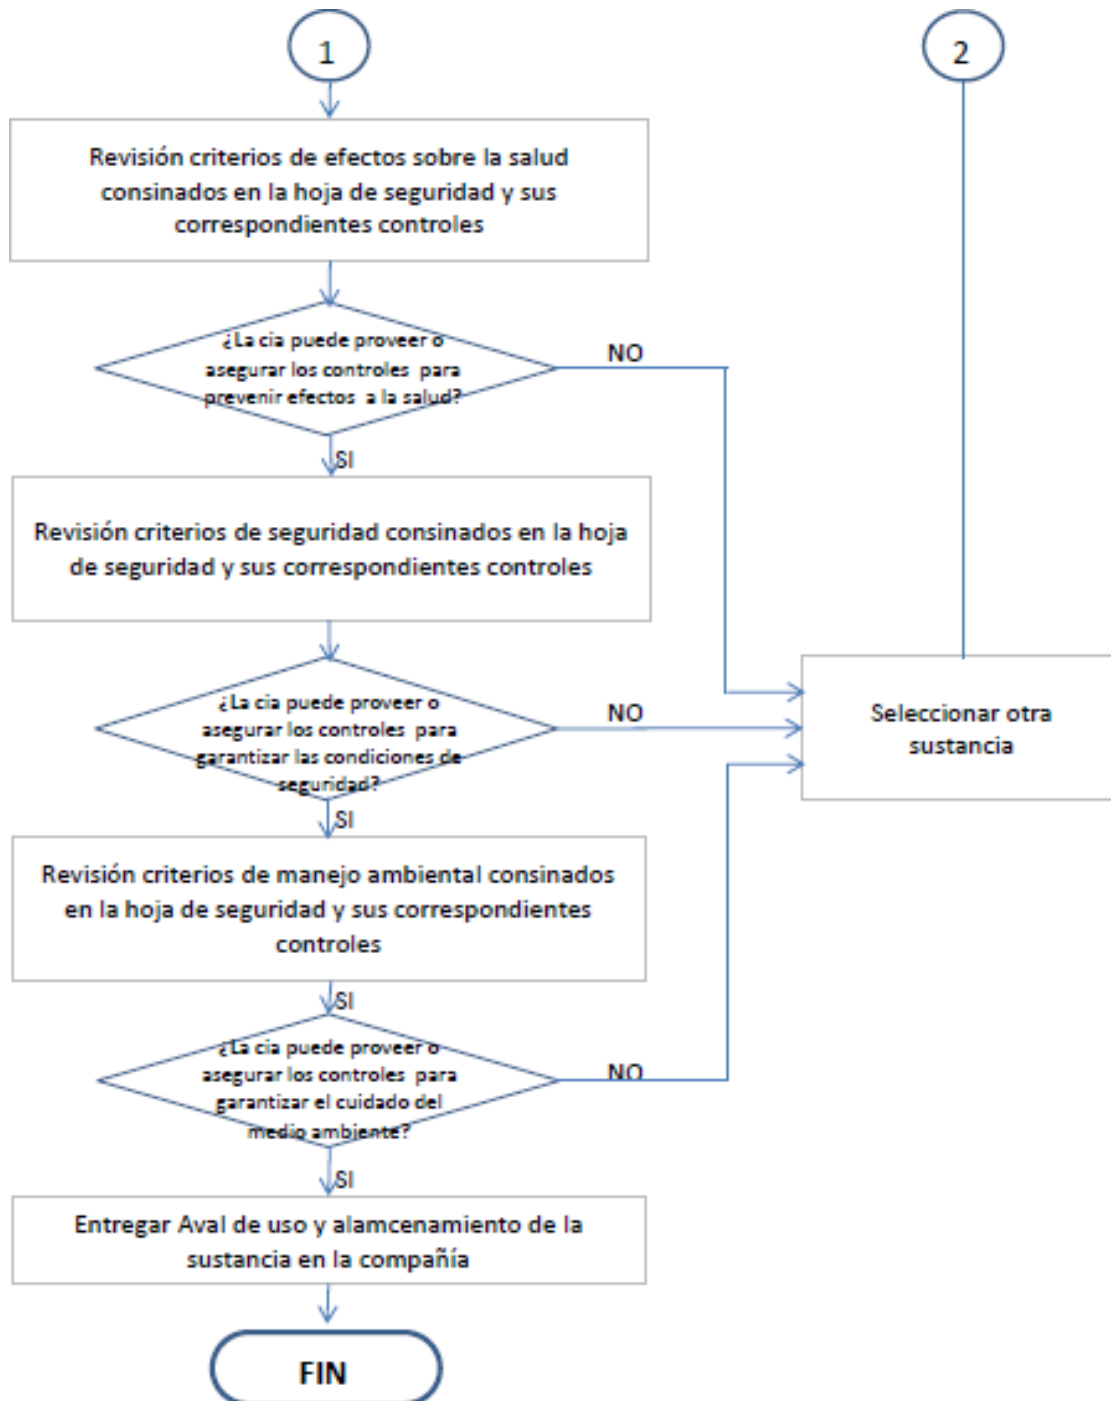 1
2
Revisión criterios de efectos sobre la salud
consinados en la hoja de seguridad y sus
correspondientes controles
¿La cia puede proveer o
asegurar los controles para
prevenir efectos a la salud?
NO
SI
Revisión criterios de seguridad consinados en la hoja
de seguridad y sus correspondientes controles
¿La cia puede proveer o
asegurar los controles para
garantizar las condiciones de
seguridad?
NO
Seleccionar otra
sustancia
SI
Revisión criterios de manejo ambiental consinados
en la hoja de seguridad y sus correspondientes
controles
SI
¿La cia puede proveer o
asegurar los controles para
garantizar el cuidado del
medio ambiente?
NO
SI
Entregar Aval de uso y alamcenamiento de la
sustancia en la compañía
FIN